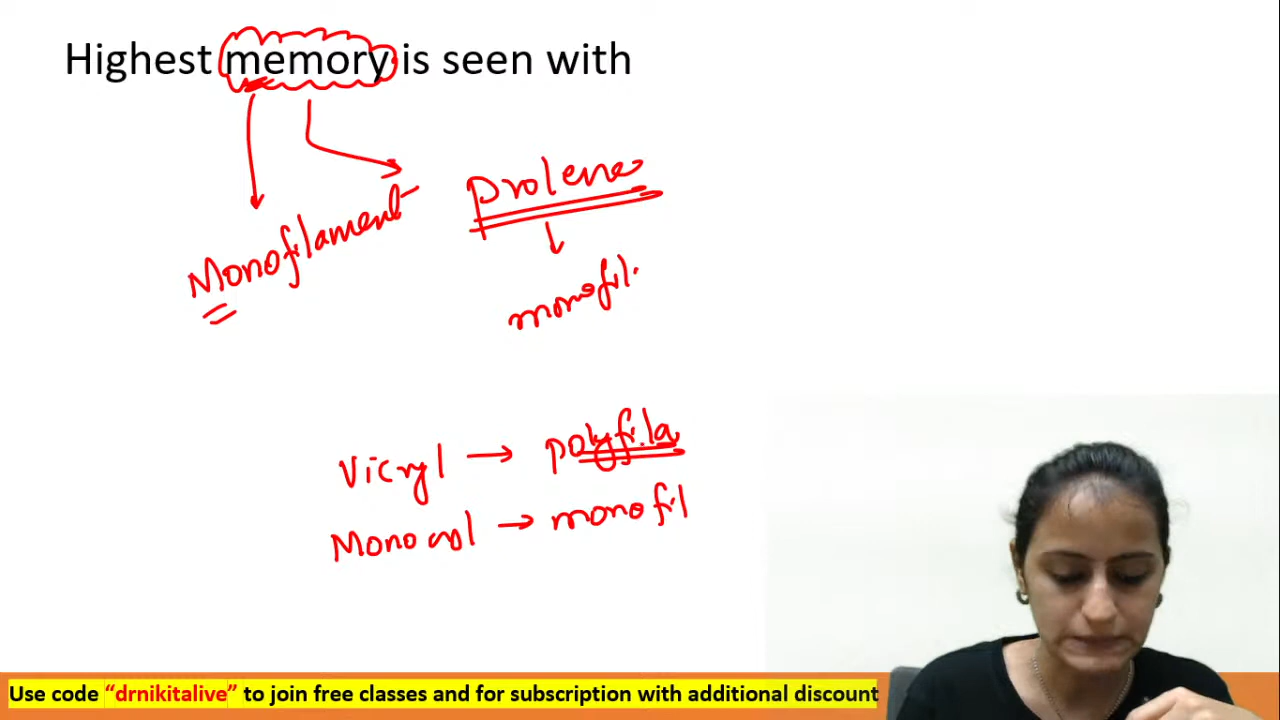 Highest memory is seen with
Prolene
Monofilament
monofil.
Vicryl → polyfila.
Monocryl → monofil
Use code “drnikitalive” to join free classes and for subscription with additional discount